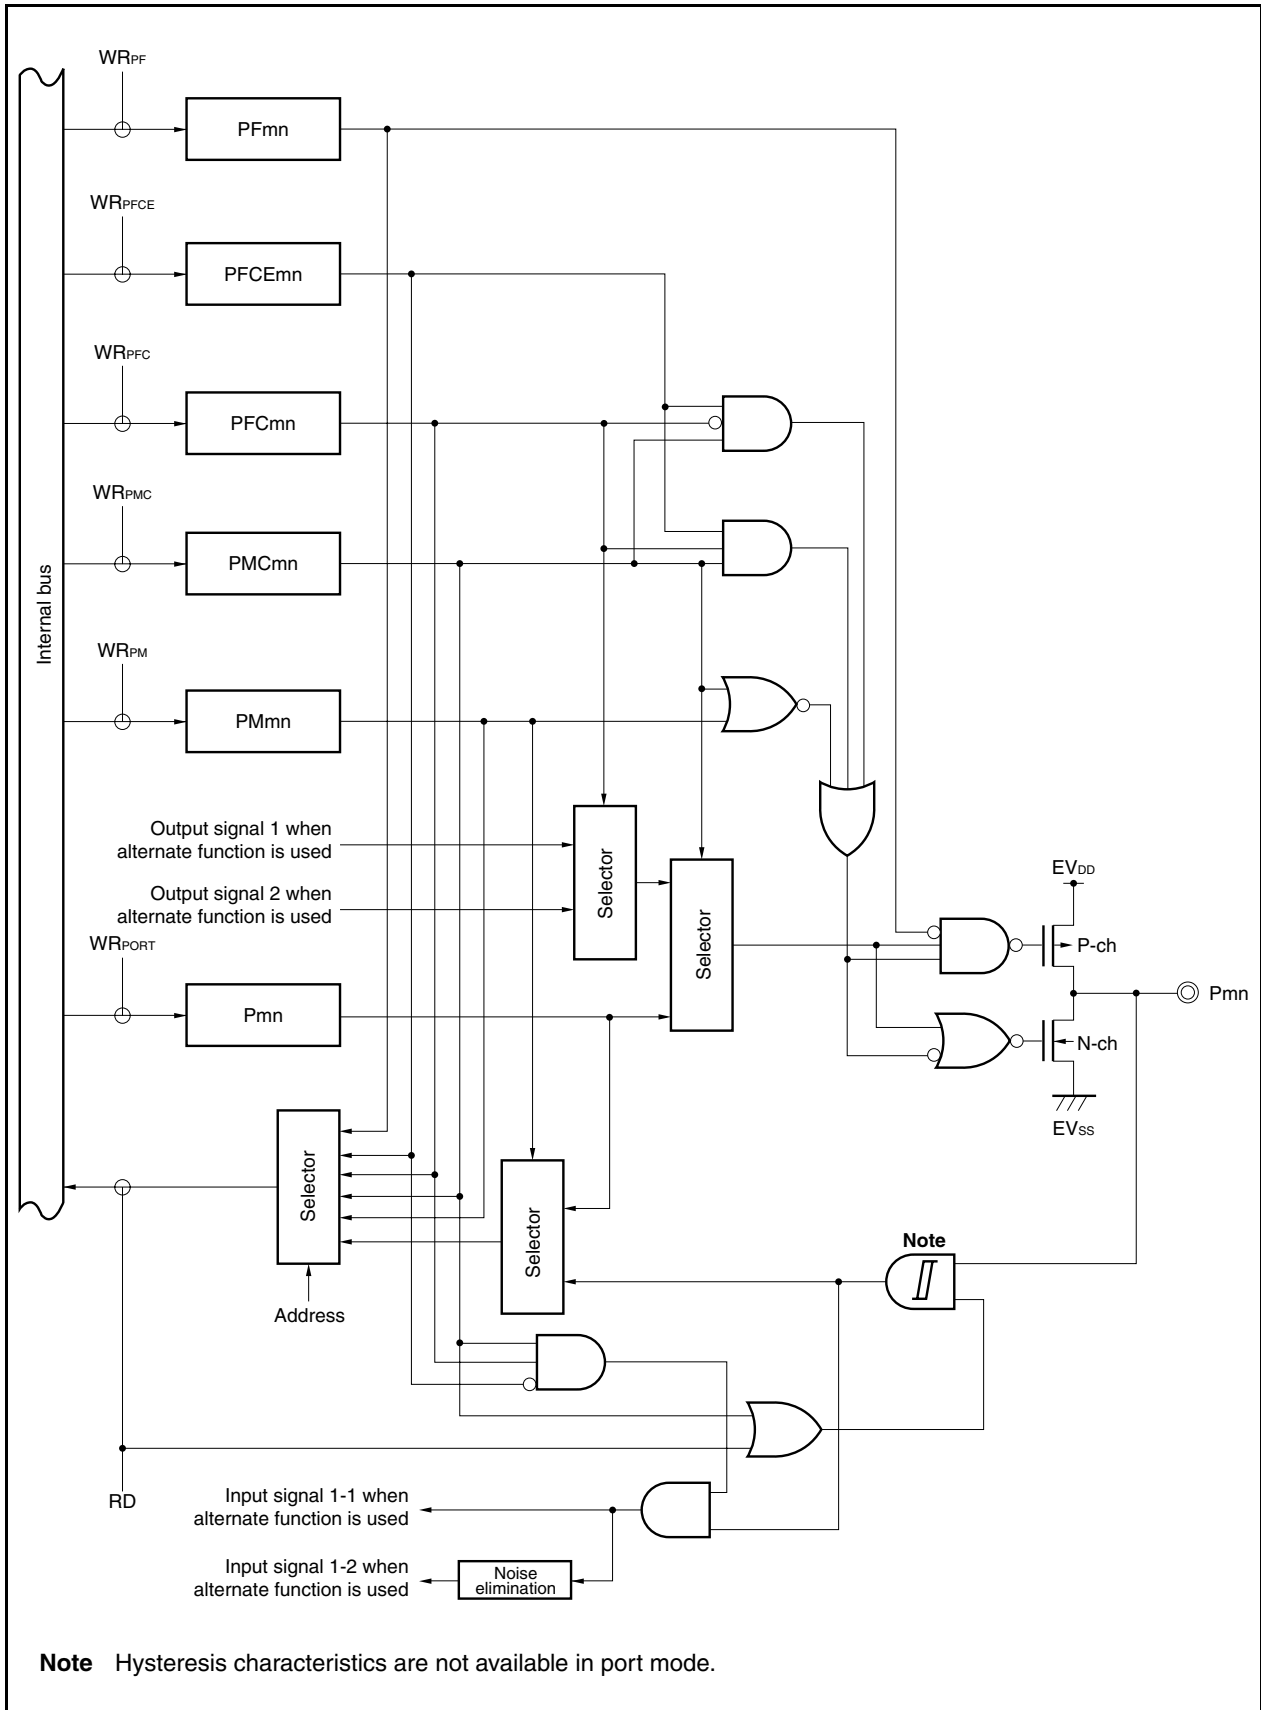 WRPF
PFmn
WRPFCE
PFCEmn
WRPFC
PFCmn
WRPMC
PMCmn
Internal bus
WRPM
PMmn
Output signal 1 when
alternate function is used
Output signal 2 when
alternate function is used
Selector
Selector
EVDD
P-ch
WRPORT
Pmn
Pmn
N-ch
EVSS
Selector
Selector
Note
Address
RD
Input signal 1-1 when
alternate function is used
Input signal 1-2 when
alternate function is used
Noise
elimination
Note Hysteresis characteristics are not available in port mode.